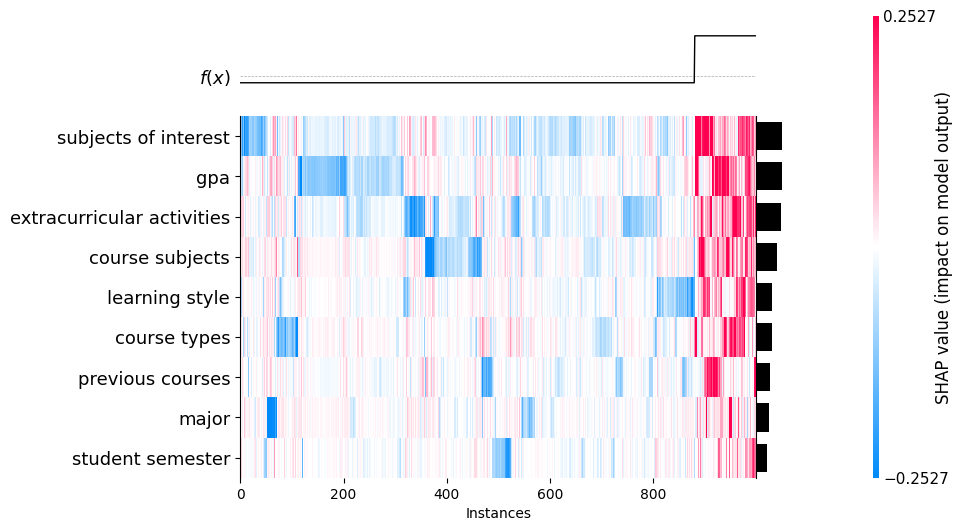 0.2527
f(x)
subjects of interest
gpa
extracurricular activities
course subjects
learning style
course types
previous courses
major
student semester
0 200 400 600 800
Instances
−0.2527
SHAP value (impact on model output)